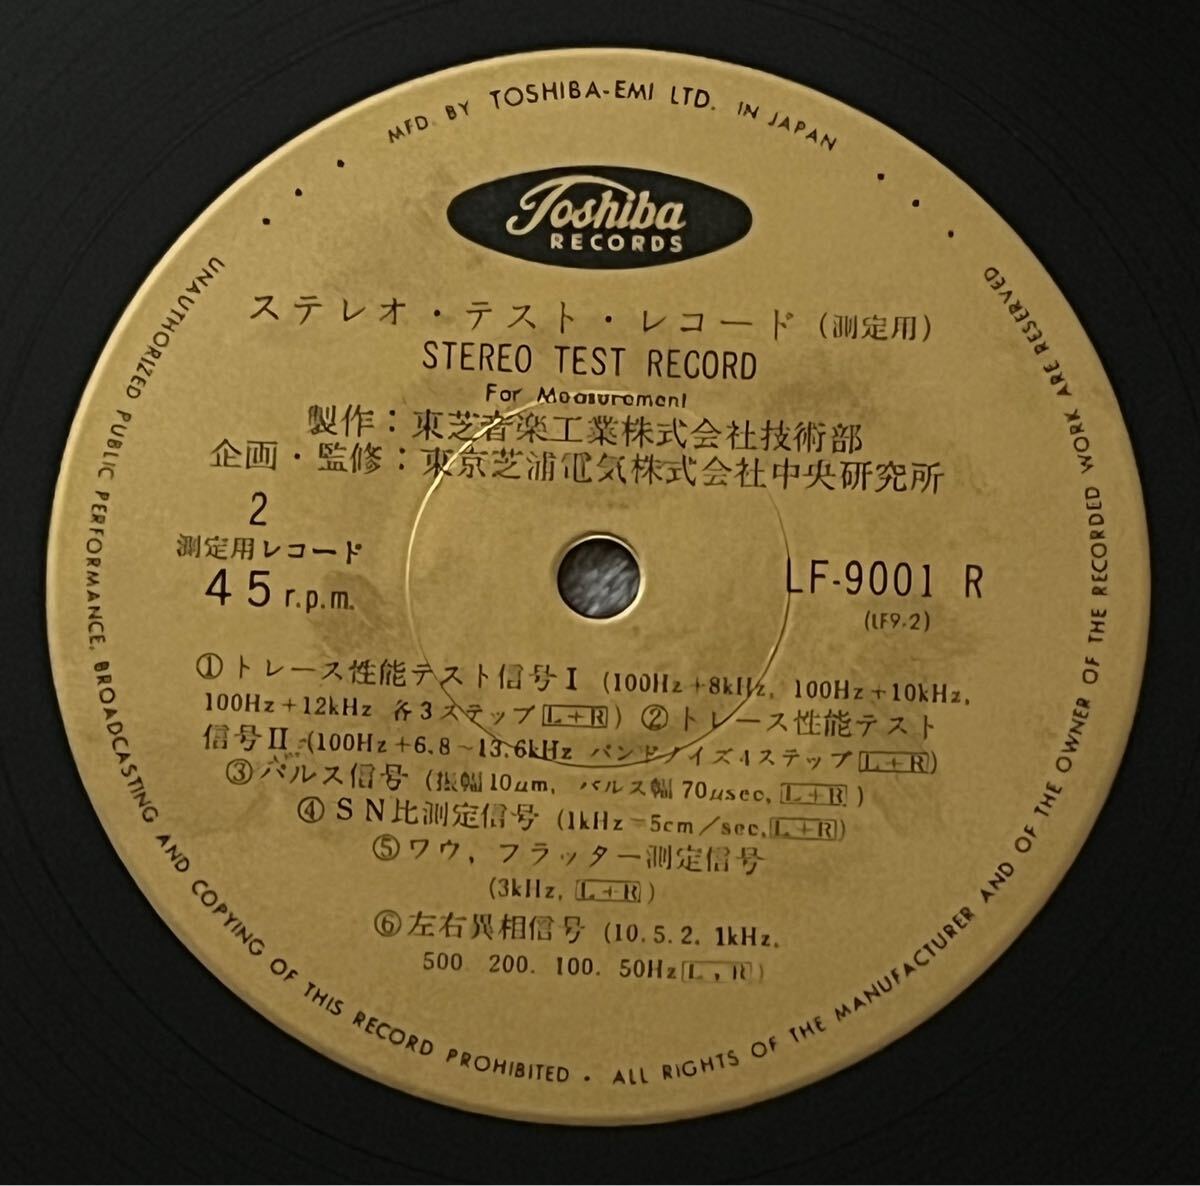 MFD. BY TOSHIBA-EMI LTD. IN JAPAN
Toshiba
RECORDS
ステレオ・テスト・レコード (測定用)
STEREO TEST RECORD
For Measurement
製作：東芝音楽工業株式会社技術部
企画・監修：東京芝浦電気株式会社中央研究所
2
測定用レコード
45 r.p.m.
LF-9001 R
(LF9-2)
①トレース性能テスト信号Ⅰ (100Hz+8kHz, 100Hz+10kHz,
100Hz+12kHz 各3ステップ L+R) ②トレース性能テスト
信号Ⅱ (100Hz+6.8~13.6kHz バンドノイズ4ステップ L+R)
③パルス信号 (振幅10μm, パルス幅70μsec, L+R)
④SN比測定信号 (1kHz=5cm/sec, L+R)
⑤ワウ, フラッター測定信号
(3kHz, L+R)
⑥左右異相信号 (10. 5. 2. 1kHz.
500. 200. 100. 50Hz L, R)
UNAUTHORIZED PUBLIC PERFORMANCE, BROADCASTING AND COPYING OF THIS RECORD PROHIBITED · ALL RIGHTS OF THE MANUFACTURER AND OF THE OWNER OF THE RECORDED WORK ARE RESERVED